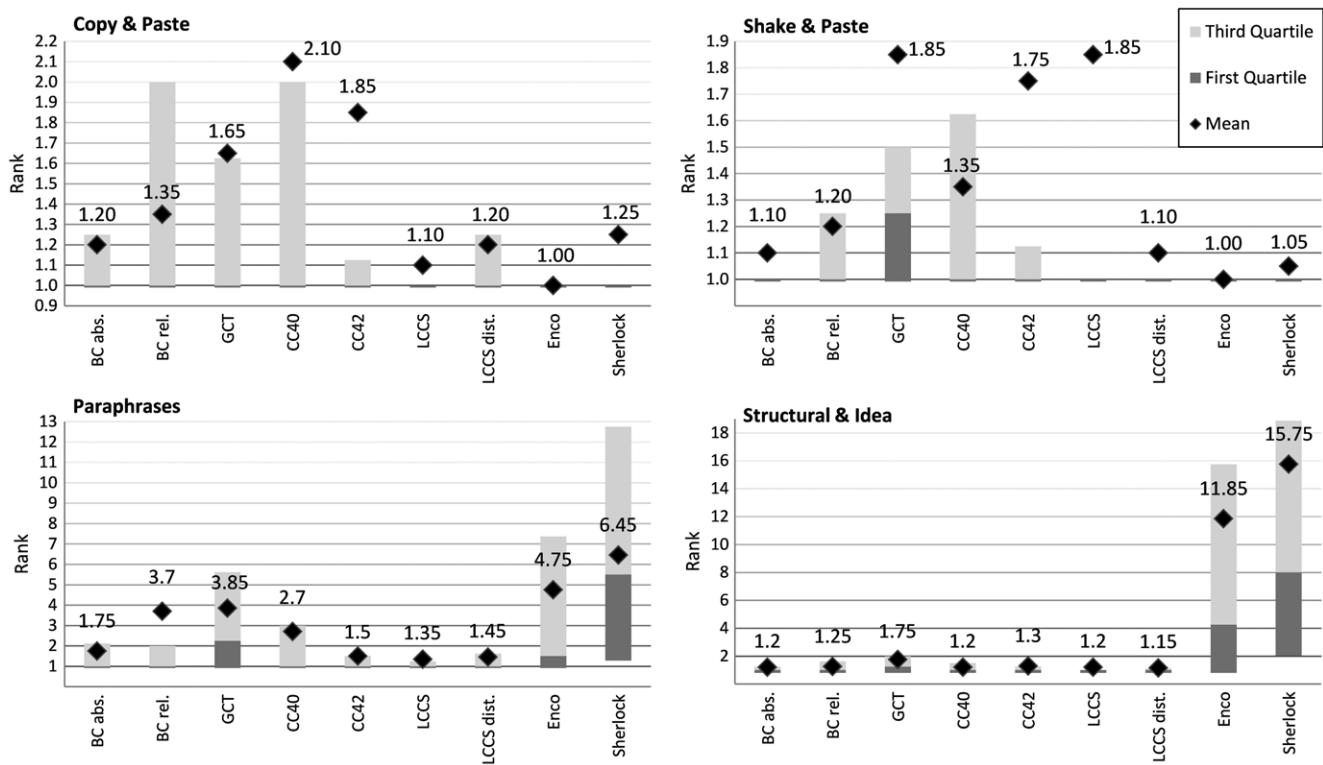 Copy & Paste
2.2
2.1
2.0
1.9
1.8
1.7
1.6
1.5
1.4
1.3
1.2
1.1
1.0
0.9
Rank
1.20
1.35
1.65
2.10
1.85
1.10
1.20
1.00
1.25
BC abs.
BC rel.
GCT
CC40
CC42
LCCS
LCCS dist.
Enco
Sherlock
Shake & Paste
1.9
1.8
1.7
1.6
1.5
1.4
1.3
1.2
1.1
1.0
Rank
1.10
1.20
1.85
1.35
1.75
1.85
1.10
1.00
1.05
BC abs.
BC rel.
GCT
CC40
CC42
LCCS
LCCS dist.
Enco
Sherlock
Third Quartile
First Quartile
Mean
Paraphrases
13
12
11
10
9
8
7
6
5
4
3
2
1
Rank
1.75
3.7
3.85
2.7
1.5
1.35
1.45
4.75
6.45
BC abs.
BC rel.
GCT
CC40
CC42
LCCS
LCCS dist.
Enco
Sherlock
Structural & Idea
18
16
14
12
10
8
6
4
2
Rank
1.2
1.25
1.75
1.2
1.3
1.2
1.15
11.85
15.75
BC abs.
BC rel.
GCT
CC40
CC42
LCCS
LCCS dist.
Enco
Sherlock